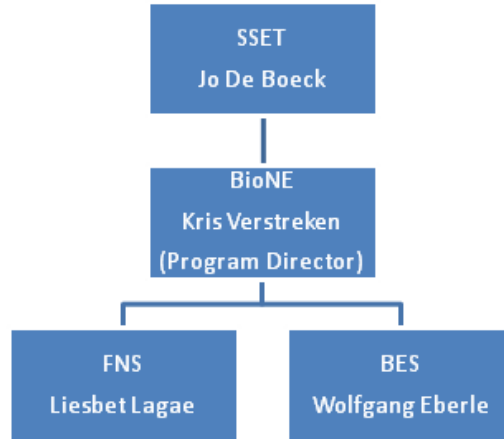 SSET
Jo De Boeck
BioNE
Kris Verstreken
(Program Director)
FNS
Liesbet Lagae
BES
Wolfgang Eberle